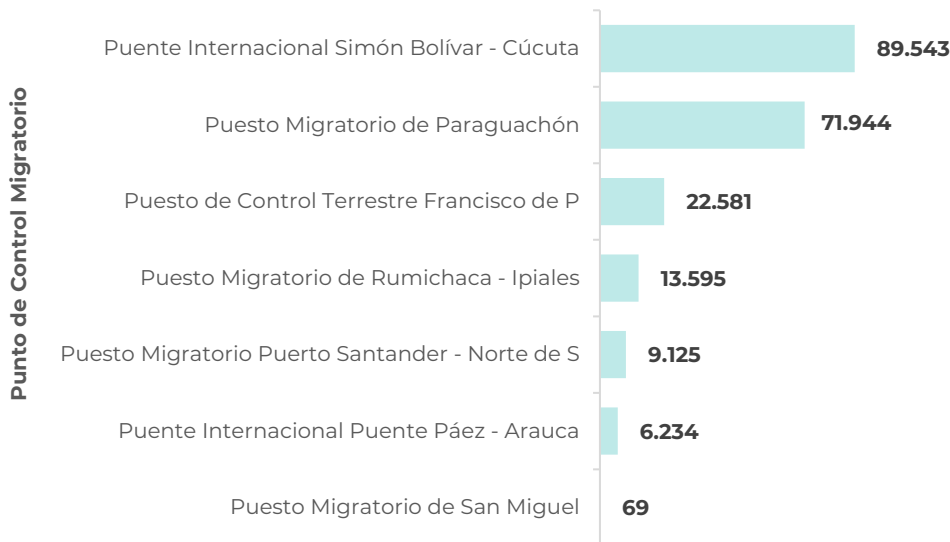 Punto de Control Migratorio
Puente Internacional Simón Bolívar - Cúcuta 89.543
Puesto Migratorio de Paraguachón 71.944
Puesto de Control Terrestre Francisco de P 22.581
Puesto Migratorio de Rumichaca - Ipiales 13.595
Puesto Migratorio Puerto Santander - Norte de S 9.125
Puente Internacional Puente Páez - Arauca 6.234
Puesto Migratorio de San Miguel 69